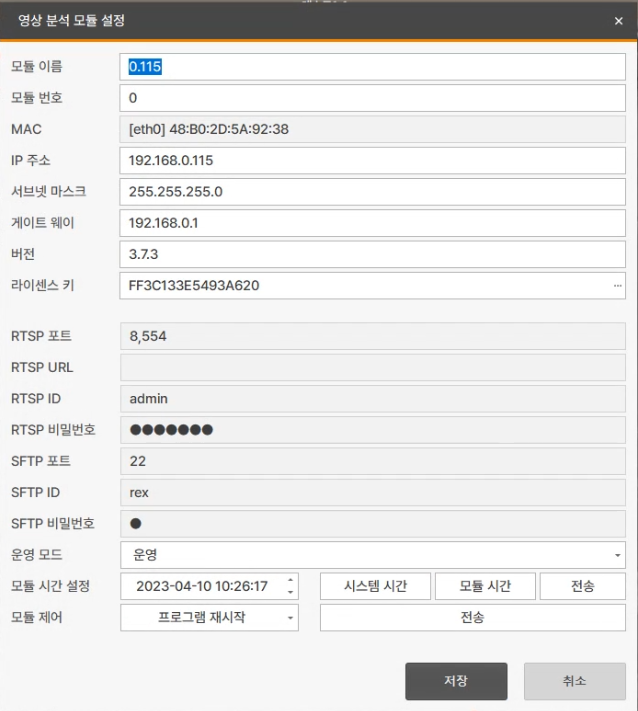 영상 분석 모듈 설정 ×
모듈 이름 0.115
모듈 번호 0
MAC [eth0] 48:B0:2D:5A:92:38
IP 주소 192.168.0.115
서브넷 마스크 255.255.255.0
게이트 웨이 192.168.0.1
버전 3.7.3
라이센스 키 FF3C133E5493A620 ...
RTSP 포트 8,554
RTSP URL
RTSP ID admin
RTSP 비밀번호 ●●●●●●●
SFTP 포트 22
SFTP ID rex
SFTP 비밀번호 ●
운영 모드 운영
모듈 시간 설정 2023-04-10 10:26:17 시스템 시간 모듈 시간 전송
모듈 제어 프로그램 재시작 전송
저장 취소